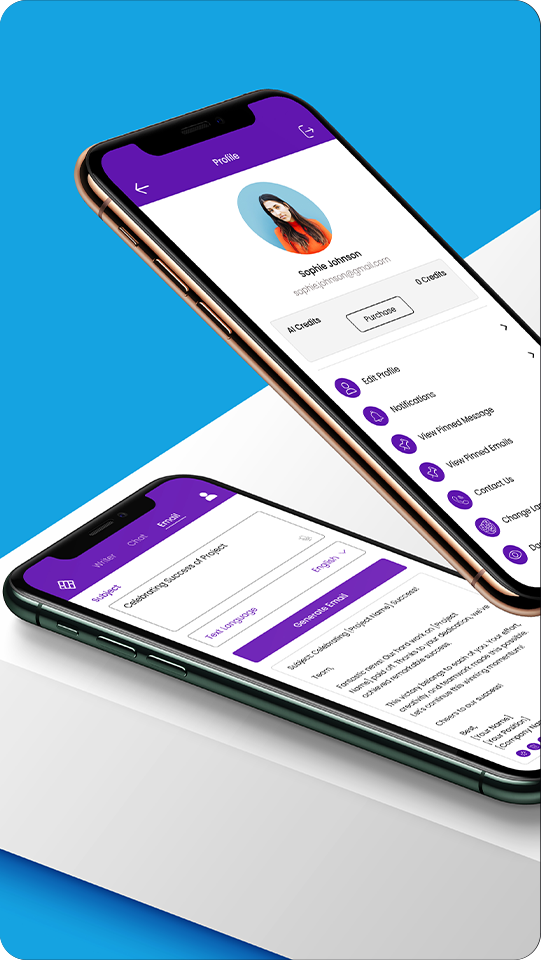 Profile
Sophie Johnson
sophie.johnson@gmail.com
AI Credits
0 Credits
Purchase
Edit Profile
Notifications
View Pinned Message
View Pinned Emails
Contact Us
Change La
Da
Writer
Chat
Email
Subject
Celebrating Success of Project
Text Language
English
Generate Email
Subject: Celebrating [Project Name] Success!
Team,
Fantastic news! Our hard work on [Project
Name] paid off. Thanks to your dedication, we've
achieved remarkable success.
This victory belongs to each of you. Your effort,
creativity, and teamwork made this possible.
Let's continue this winning momentum!
Cheers to our success!
Best,
[Your Name]
[Your Position]
[Company Na